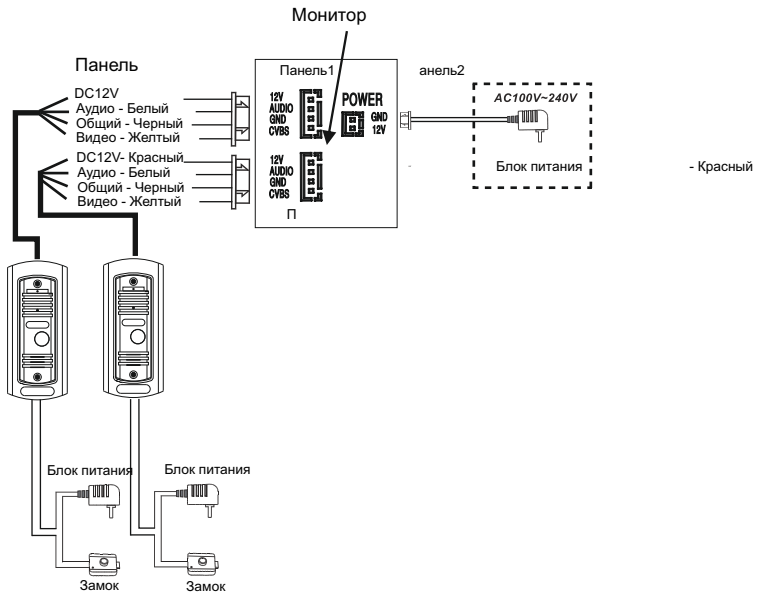 Монитор
Панель
Панель1
анель2
DC12V
Аудио - Белый
Общий - Черный
Видео - Желтый
12V
AUDIO
GND
CVBS
POWER
GND
12V
AC100V~240V
DC12V- Красный
Аудио - Белый
Общий - Черный
Видео - Желтый
12V
AUDIO
GND
CVBS
-
Блок питания
- Красный
П
Блок питания
Блок питания
Замок
Замок